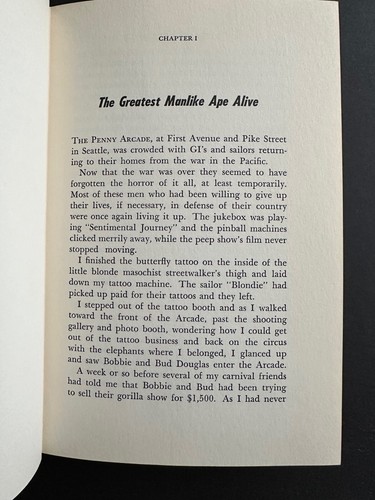 CHAPTER I
The Greatest Manlike Ape Alive
THE PENNY ARCADE, at First Avenue and Pike Street
in Seattle, was crowded with GI's and sailors return-
ing to their homes from the war in the Pacific.
Now that the war was over they seemed to have
forgotten the horror of it all, at least temporarily.
Most of these men who had been willing to give up
their lives, if necessary, in defense of their country
were once again living it up. The jukebox was play-
ing "Sentimental Journey" and the pinball machines
clicked merrily away, while the peep show's film never
stopped moving.
I finished the butterfly tattoo on the inside of the
little blonde masochist streetwalker's thigh and laid
down my tattoo machine. The sailor "Blondie" had
picked up paid for their tattoos and they left.
I stepped out of the tattoo booth and as I walked
toward the front of the Arcade, past the shooting
gallery and photo booth, wondering how I could get
out of the tattoo business and back on the circus
with the elephants where I belonged, I glanced up
and saw Bobbie and Bud Douglas enter the Arcade.
A week or so before several of my carnival friends
had told me that Bobbie and Bud had been trying
to sell their gorilla show for $1,500. As I had never